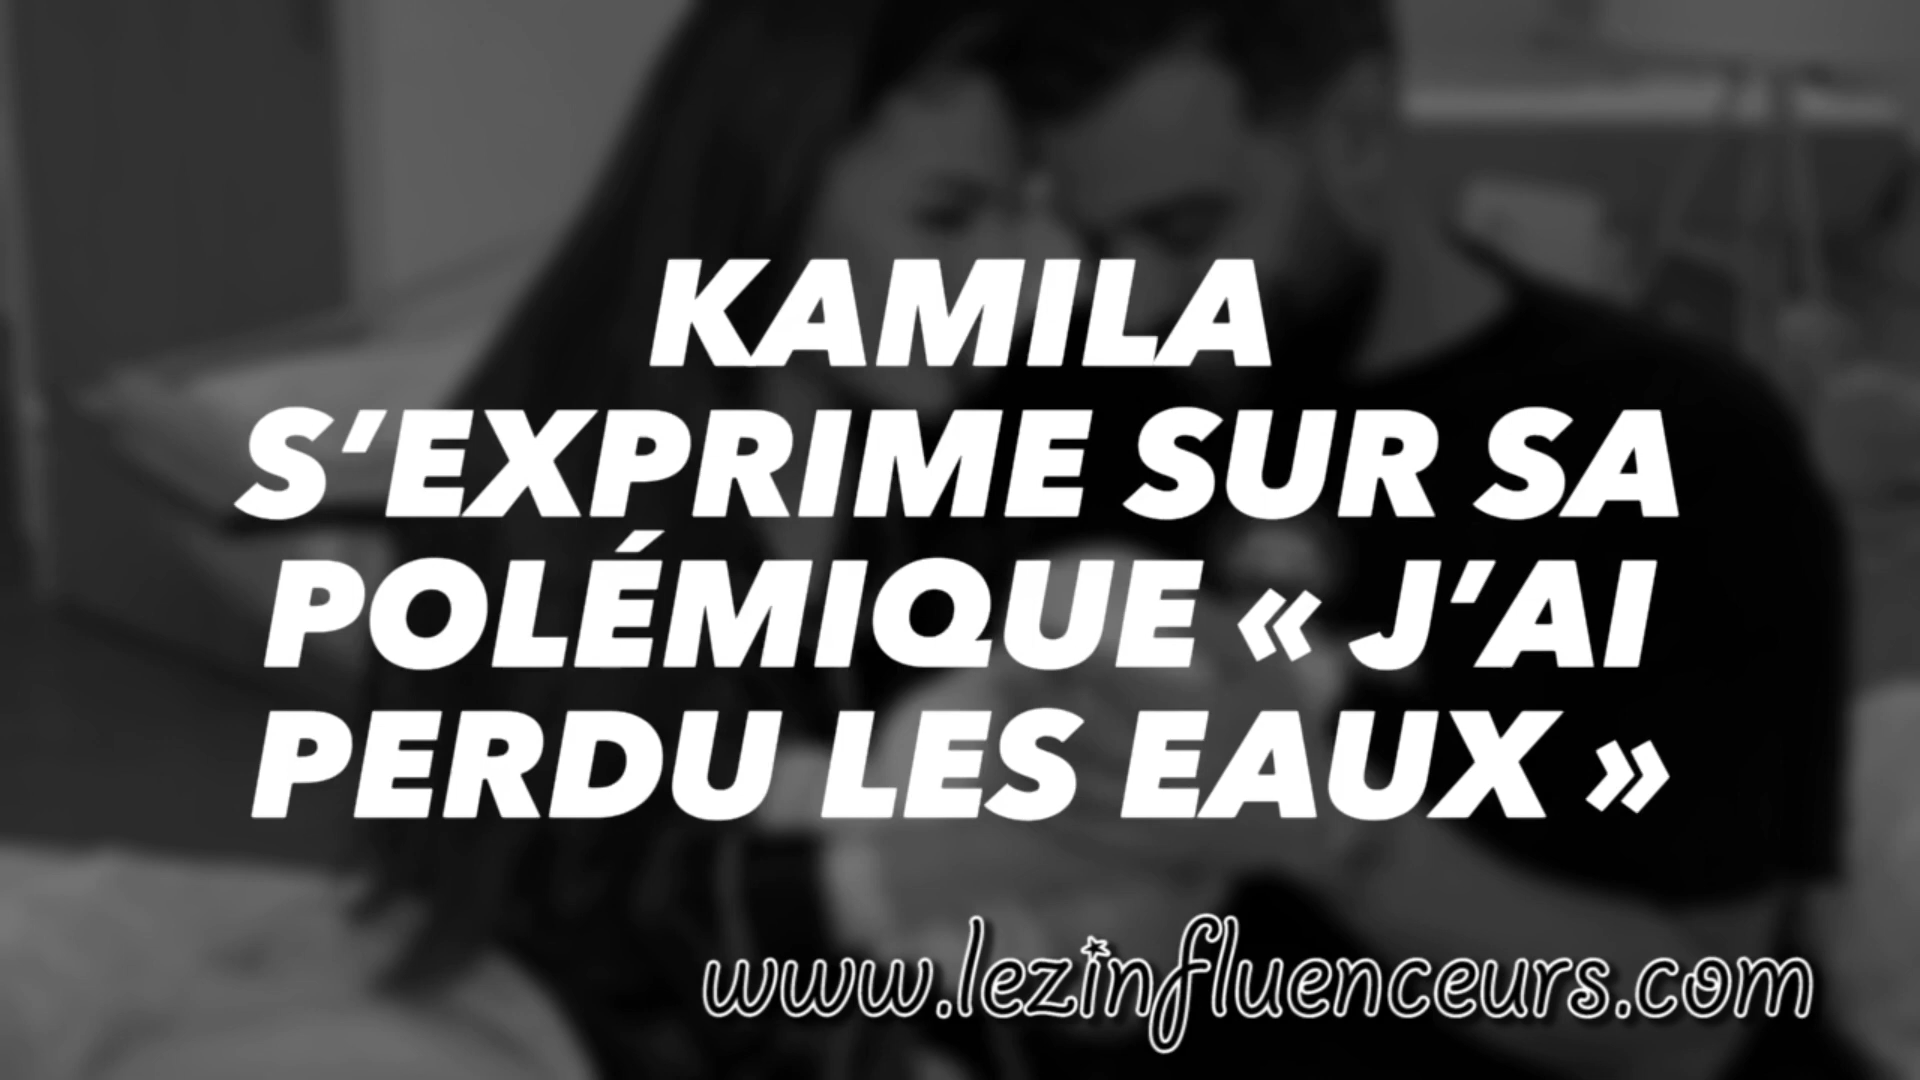 KAMILA
S’EXPRIME SUR SA
POLÉMIQUE « J’AI
PERDU LES EAUX »
www.lezinfluenceurs.com